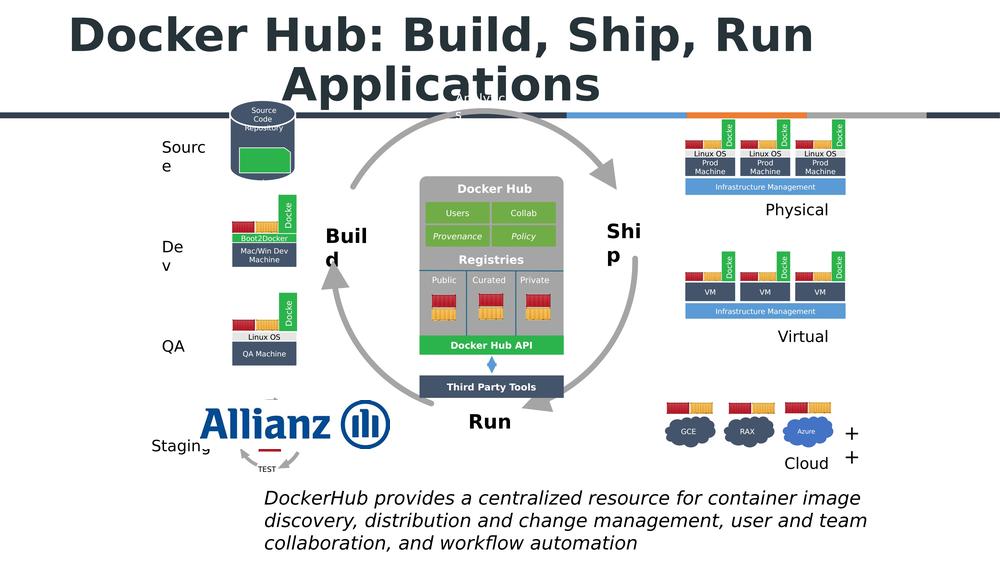 Docker Hub: Build, Ship, Run
Applications
Source
Code
Repository
Sourc
e
Docke
Boot2Docker
Mac/Win Dev
Machine
De
v
Docke
Linux OS
QA Machine
QA
Allianz
Staging
TEST
Buil
d
Shi
p
Run
Docker Hub
Users
Collab
Provenance
Policy
Registries
Public
Curated
Private
Docker Hub API
Third Party Tools
Docke
Docke
Docke
Linux OS
Linux OS
Linux OS
Prod
Machine
Prod
Machine
Prod
Machine
Infrastructure Management
Physical
Docke
Docke
Docke
VM
VM
VM
Infrastructure Management
Virtual
GCE
RAX
Azure
+
+
Cloud
DockerHub provides a centralized resource for container image
discovery, distribution and change management, user and team
collaboration, and workflow automation